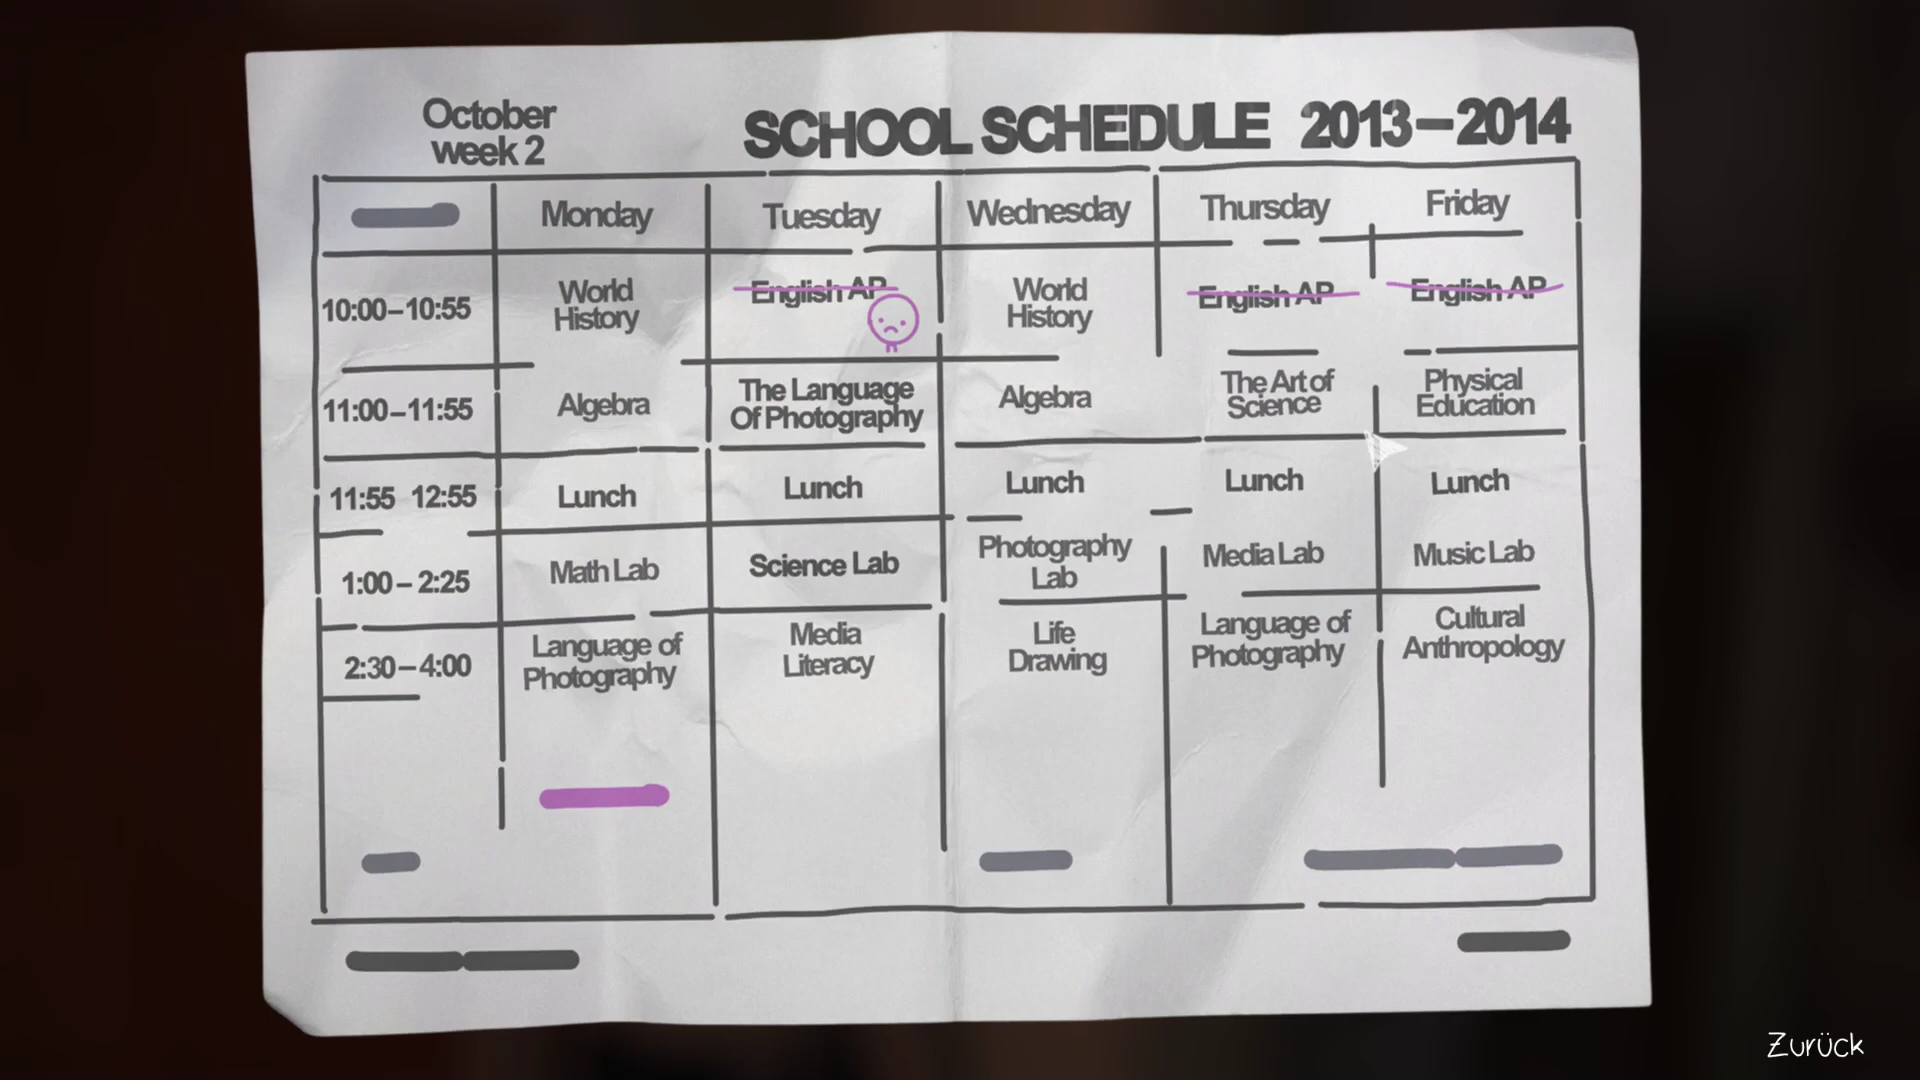 October
week 2
SCHOOL SCHEDULE 2013-2014
Monday
Tuesday
Wednesday
Thursday
Friday
10:00-10:55
World
History
English AP
World
History
English AP
English AP
11:00-11:55
Algebra
The Language
Of Photography
Algebra
The Art of
Science
Physical
Education
11:55 12:55
Lunch
Lunch
Lunch
Lunch
Lunch
1:00-2:25
Math Lab
Science Lab
Photography
Lab
Media Lab
Music Lab
2:30-4:00
Language of
Photography
Media
Literacy
Life
Drawing
Language of
Photography
Cultural
Anthropology
Zurück